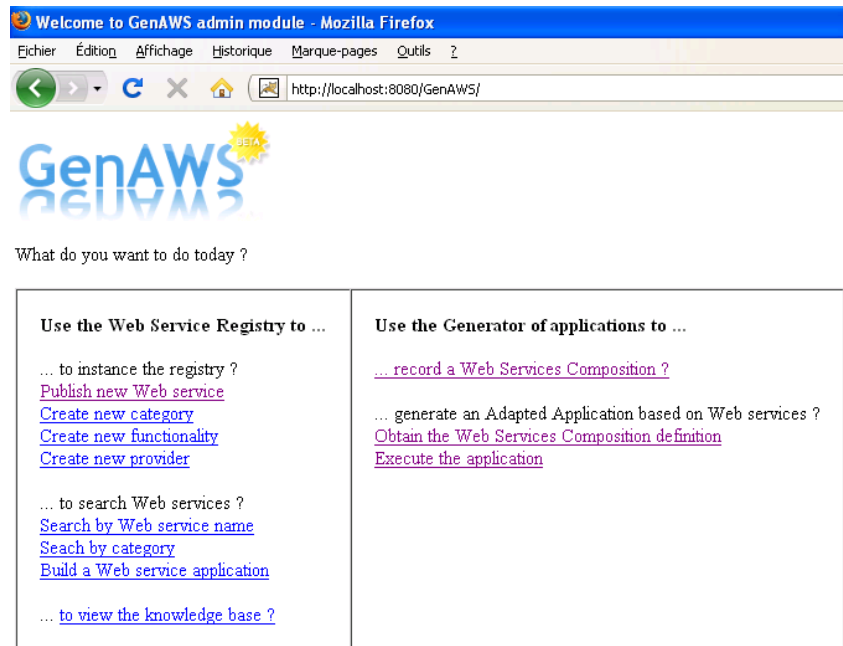 Welcome to GenAWS admin module - Mozilla Firefox
Fichier Édition Affichage Historique Marque-pages Outils ?
http://localhost:8080/GenAWS/
BETA
GenAWS
What do you want to do today ?
Use the Web Service Registry to ...
... to instance the registry ?
Publish new Web service
Create new category
Create new functionality
Create new provider
... to search Web services ?
Search by Web service name
Seach by category
Build a Web service application
... to view the knowledge base ?
Use the Generator of applications to ...
... record a Web Services Composition ?
... generate an Adapted Application based on Web services ?
Obtain the Web Services Composition definition
Execute the application